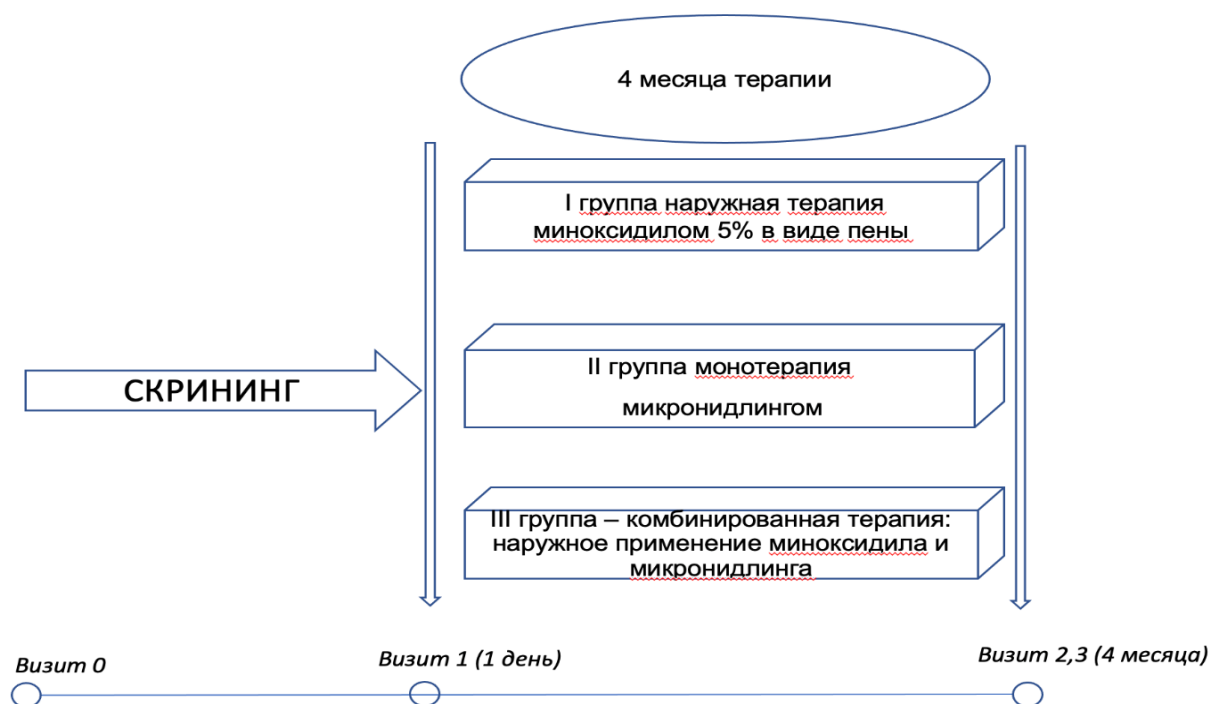 4 месяца терапии
I группа наружная терапия
миноксидилом 5% в виде пены
СКРИНИНГ
II группа монотерапия
микронидлингом
III группа – комбинированная терапия:
наружное применение миноксидила и
микронидлинга
Визит 0
Визит 1 (1 день)
Визит 2,3 (4 месяца)